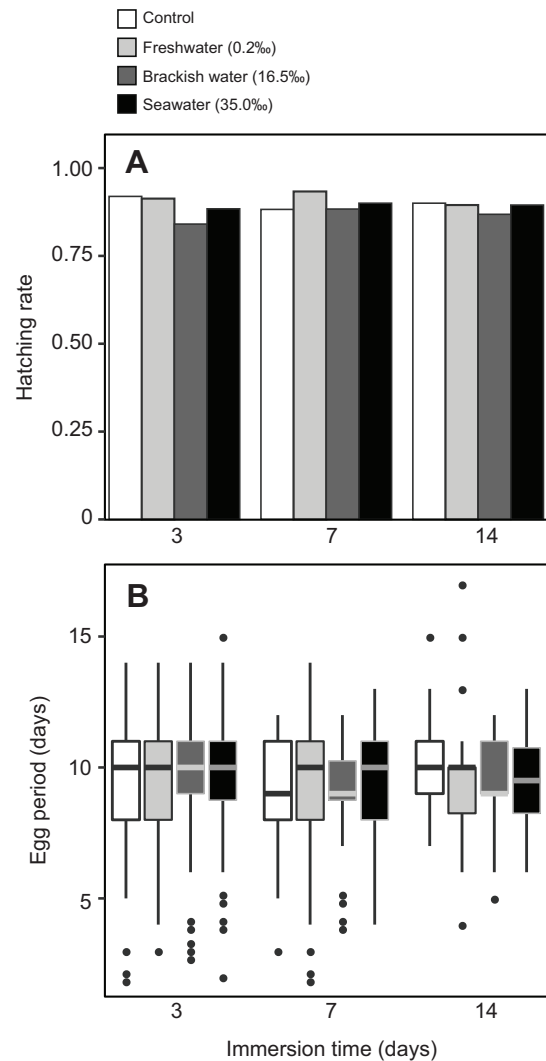 Control
Freshwater (0.2‰)
Brackish water (16.5‰)
Seawater (35.0‰)
A
1.00
0.75
0.50
0.25
0
Hatching rate
3 7 14
B
15
10
5
Egg period (days)
3 7 14
Immersion time (days)